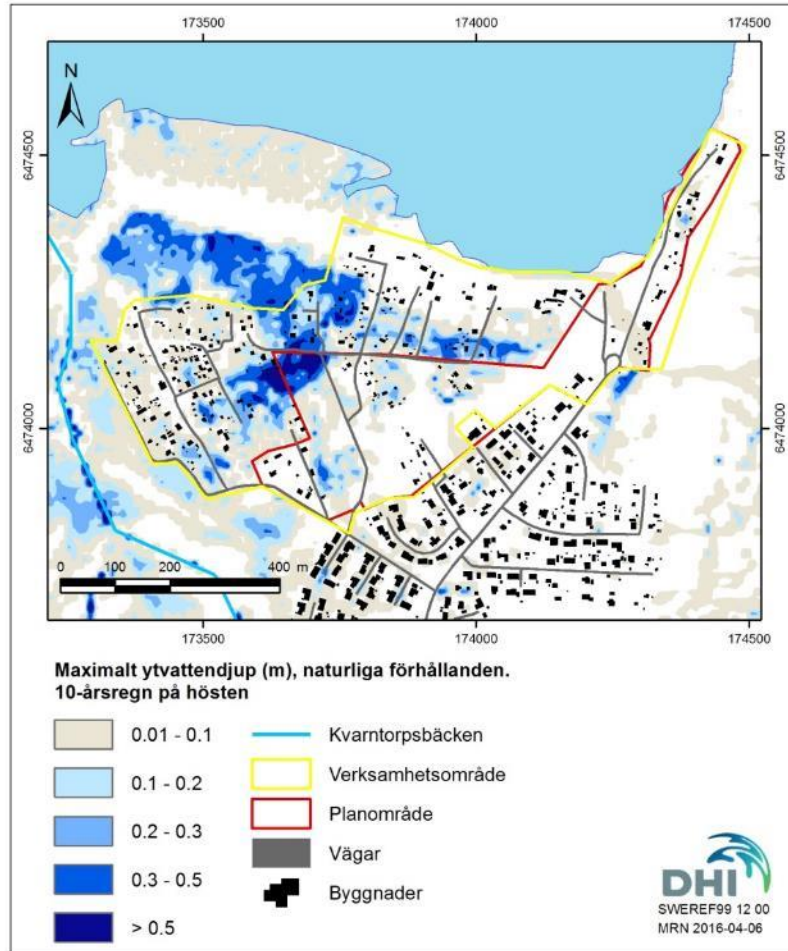 173500 174000 174500
N
6474500 6474500
6474000 6474000
0 100 200 400 m
173500 174000 174500
Maximalt ytvattendjup (m), naturliga förhållanden.
10-årsregn på hösten
0.01 - 0.1
0.1 - 0.2
0.2 - 0.3
0.3 - 0.5
> 0.5
Kvarntorpsbäcken
Verksamhetsområde
Planområde
Vägar
Byggnader
DHI
SWEREF99 12 00
MRN 2016-04-06